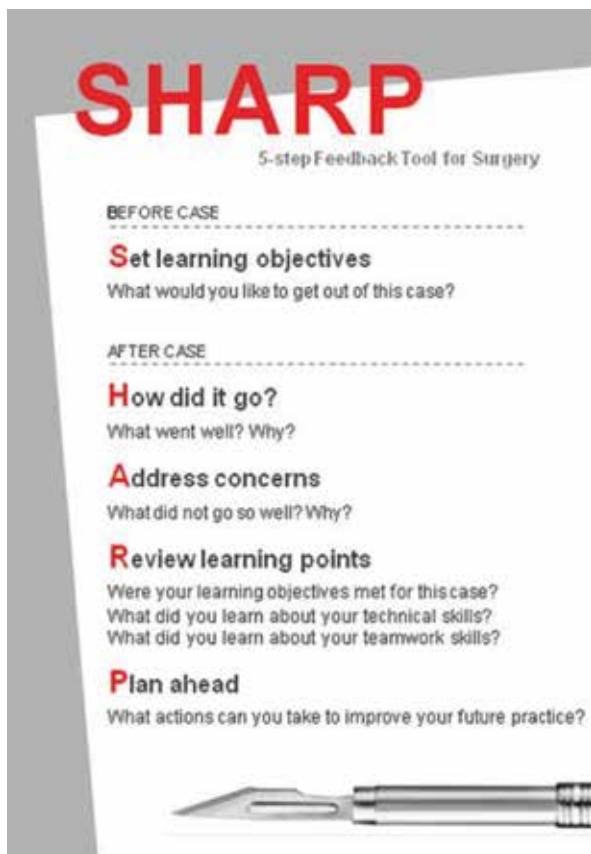 SHARP
5-step Feedback Tool for Surgery
BEFORE CASE
Set learning objectives
What would you like to get out of this case?
AFTER CASE
How did it go?
What went well? Why?
Address concerns
What did not go so well? Why?
Review learning points
Were your learning objectives met for this case?
What did you learn about your technical skills?
What did you learn about your teamwork skills?
Plan ahead
What actions can you take to improve your future practice?